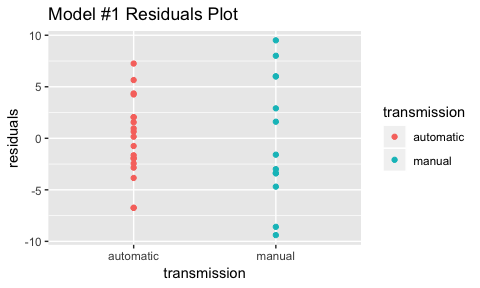 Model #1 Residuals Plot
10
5
0
-5
-10
residuals
automatic
manual
transmission
transmission
automatic
manual